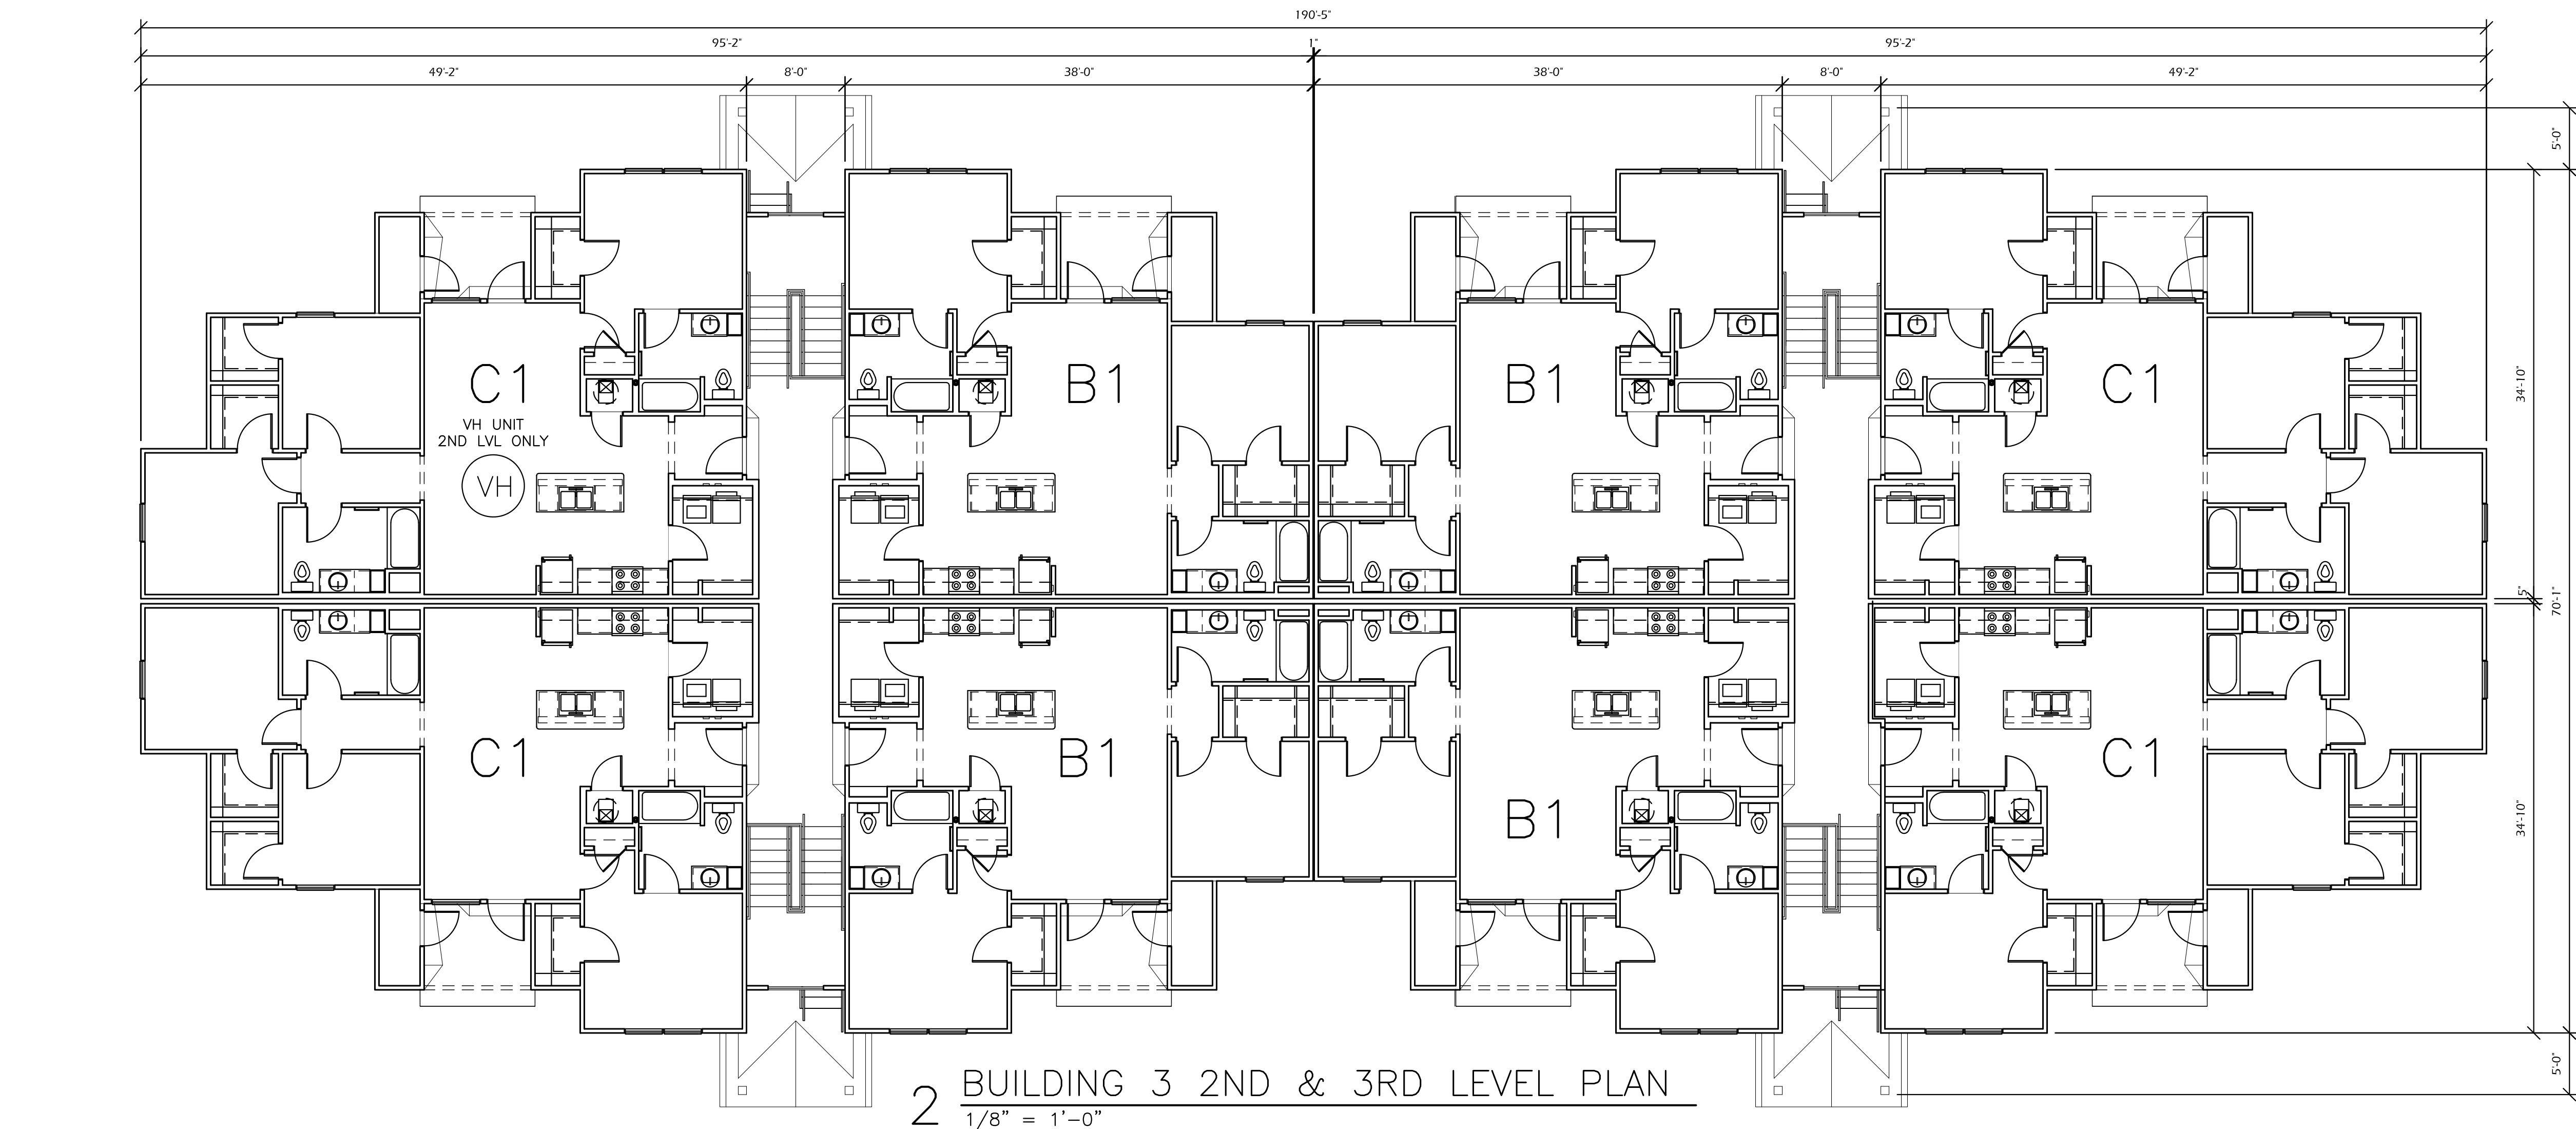 190'-5"
95'-2" 1" 95'-2"
49'-2" 8'-0" 38'-0" 38'-0" 8'-0" 49'-2"
5'-0"
C1 B1 B1 C1
VH UNIT
2ND LVL ONLY
VH
34'-10"
5"
70'-1"
C1 B1 B1 C1
34'-10"
5'-0"
2 BUILDING 3 2ND & 3RD LEVEL PLAN
1/8" = 1'-0"